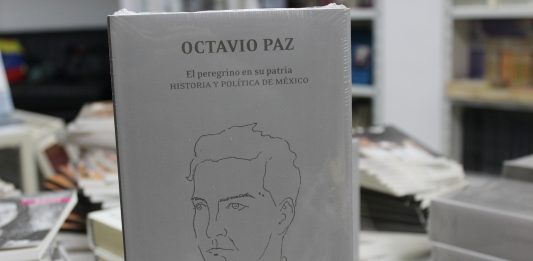 OCTAVIO PAZ
El peregrino en su patria
HISTORIA Y POLÍTICA DE MÉXICO